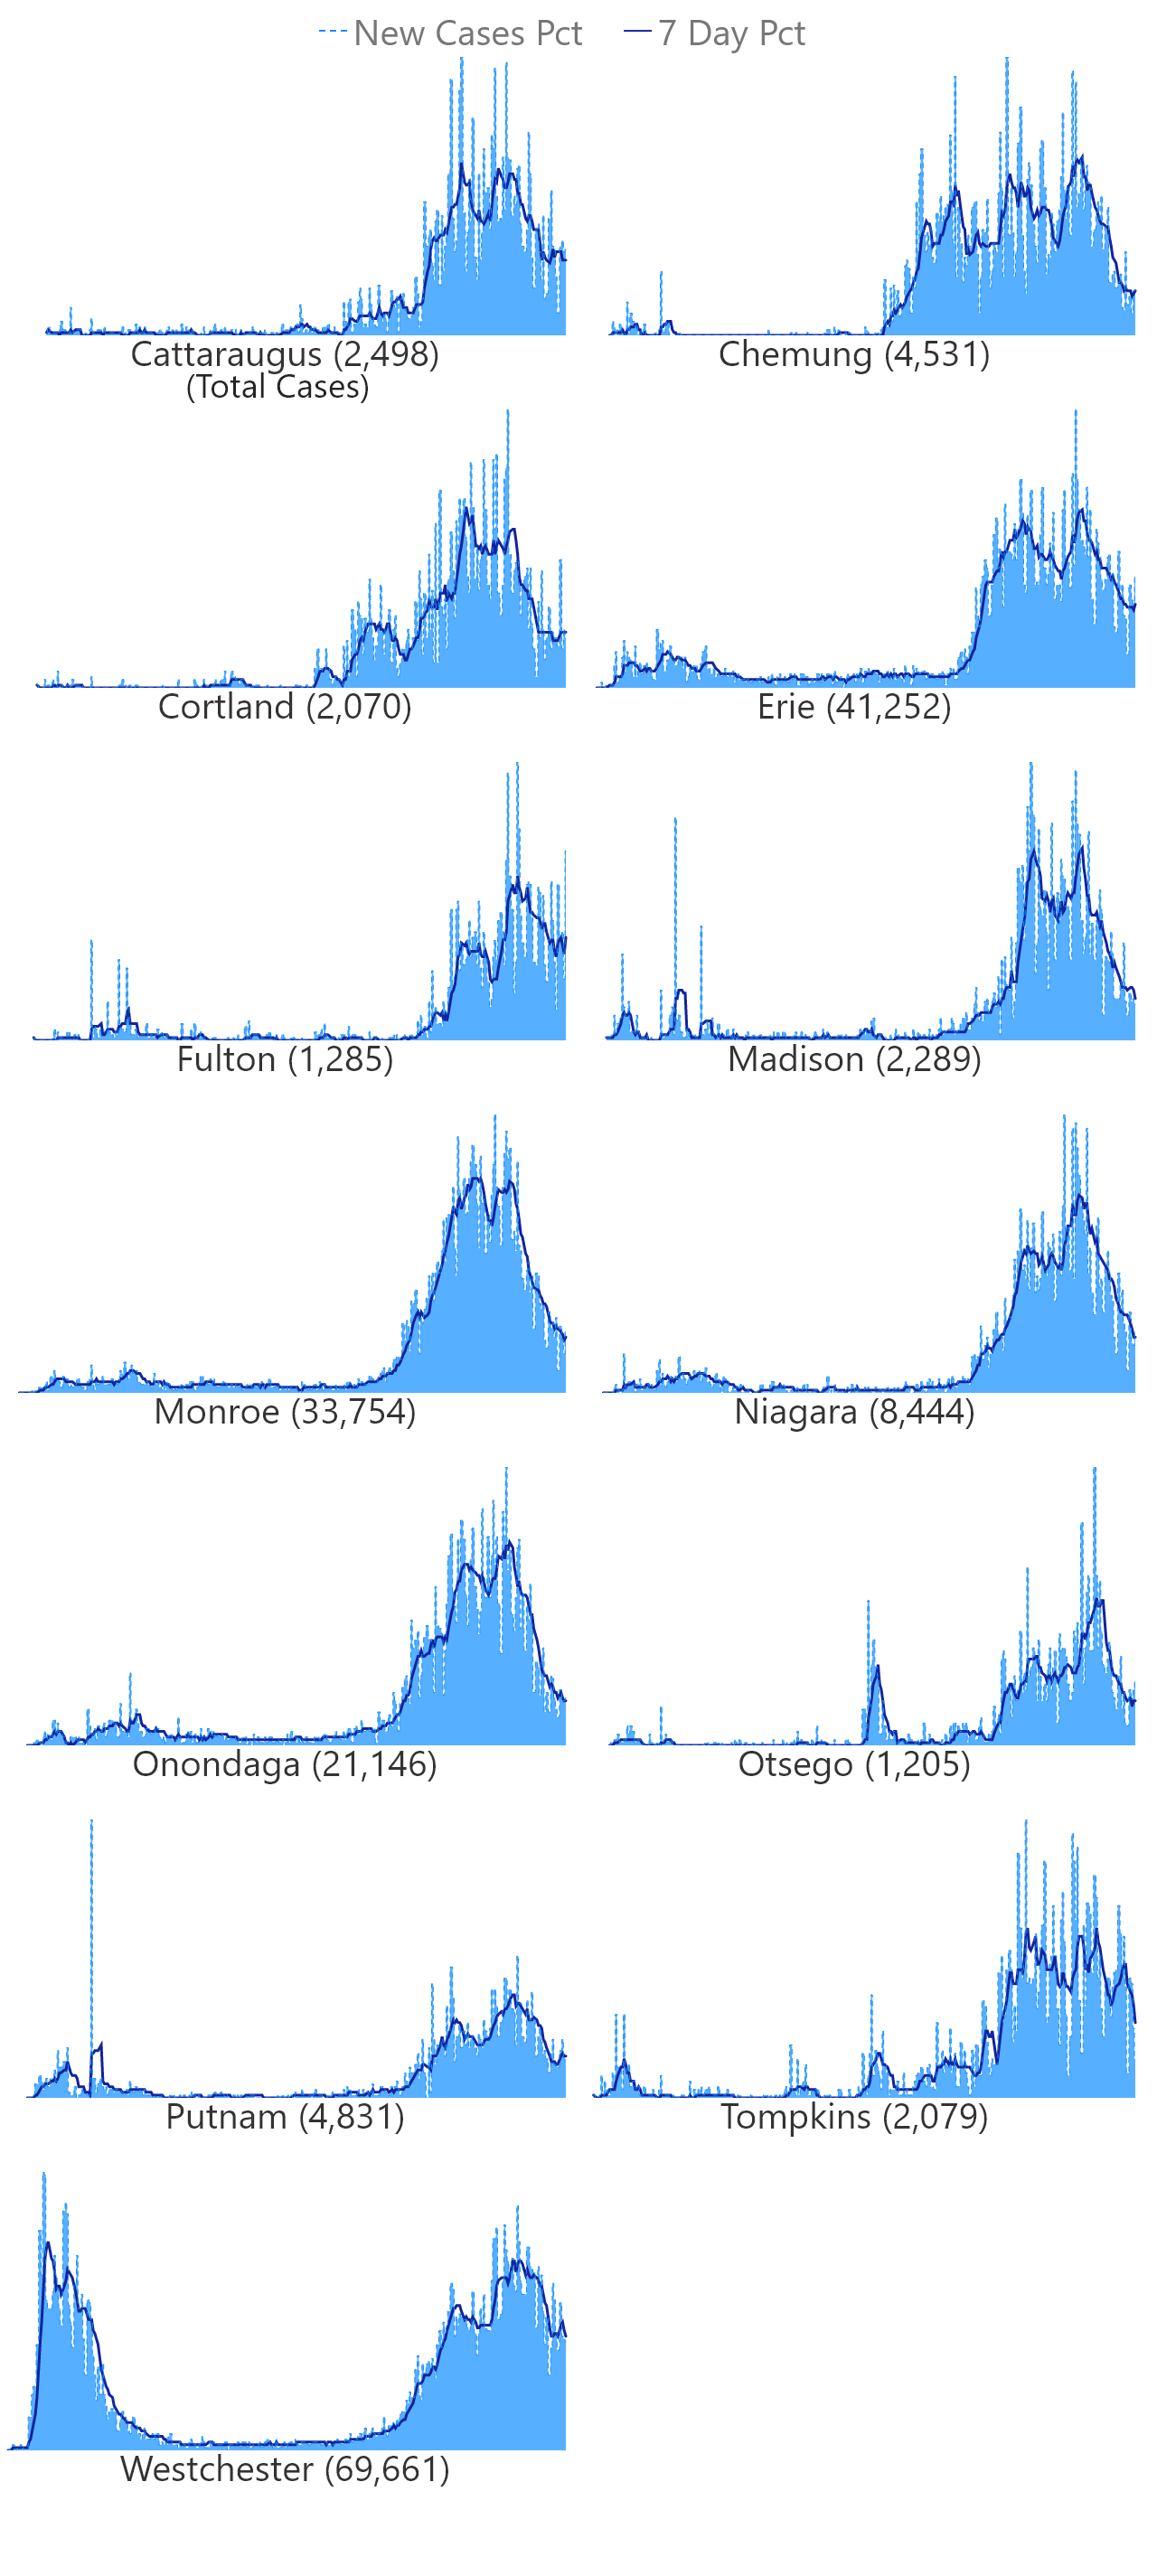 New Cases Pct 7 Day Pct
Cattaraugus (2,498)
(Total Cases)
Chemung (4,531)
Cortland (2,070)
Erie (41,252)
Fulton (1,285)
Madison (2,289)
Monroe (33,754)
Niagara (8,444)
Onondaga (21,146)
Otsego (1,205)
Putnam (4,831)
Tompkins (2,079)
Westchester (69,661)